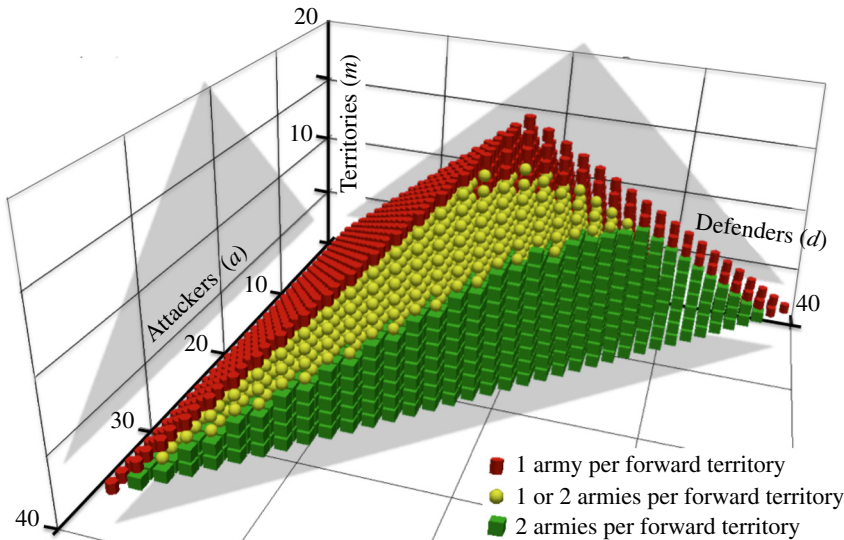 20
Territories (m)
10
Defenders (d)
40
Attackers (a)
10
20
30
40
1 army per forward territory
1 or 2 armies per forward territory
2 armies per forward territory